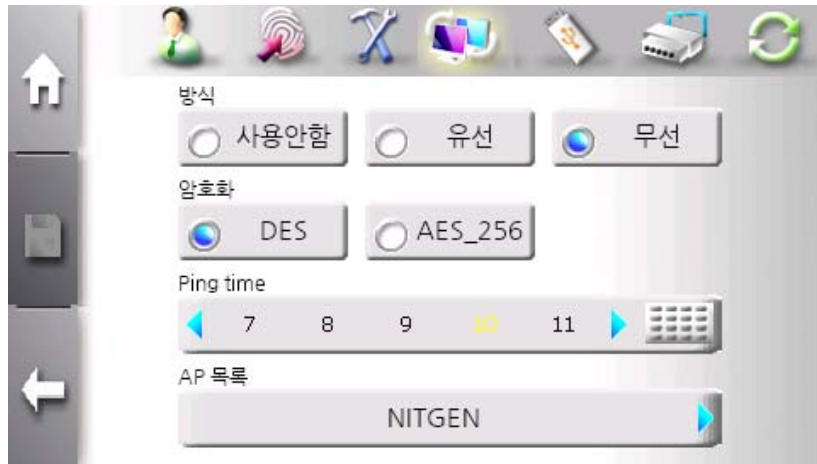 방식
사용안함 유선 무선
암호화
DES AES_256
Ping time
7 8 9 10 11
AP 목록
NITGEN